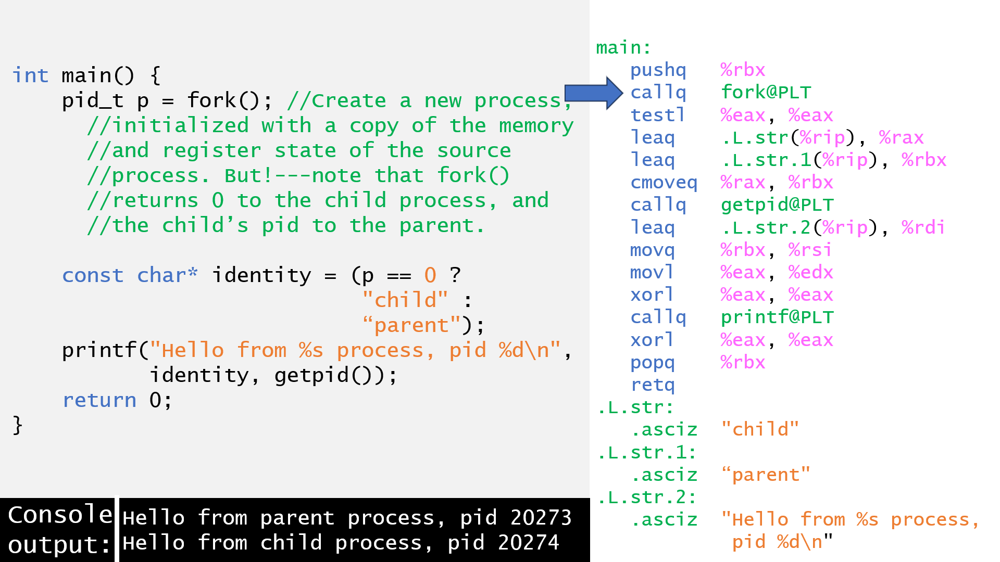 int main() {
    pid_t p = fork(); //Create a new process,
      //initialized with a copy of the memory
      //and register state of the source
      //process. But!---note that fork()
      //returns 0 to the child process, and
      //the child’s pid to the parent.
    const char* identity = (p == 0 ?
                            "child" :
                            “parent");
    printf("Hello from %s process, pid %d\n",
           identity, getpid());
    return 0;
}
Console
output:
Hello from parent process, pid 20273
Hello from child process, pid 20274
main:
   pushq   %rbx
   callq   fork@PLT
   testl   %eax, %eax
   leaq    .L.str(%rip), %rax
   leaq    .L.str.1(%rip), %rbx
   cmoveq  %rax, %rbx
   callq   getpid@PLT
   leaq    .L.str.2(%rip), %rdi
   movq    %rbx, %rsi
   movl    %eax, %edx
   xorl    %eax, %eax
   callq   printf@PLT
   xorl    %eax, %eax
   popq    %rbx
   retq
.L.str:
   .asciz  "child"
.L.str.1:
   .asciz  “parent"
.L.str.2:
   .asciz  "Hello from %s process,
            pid %d\n"